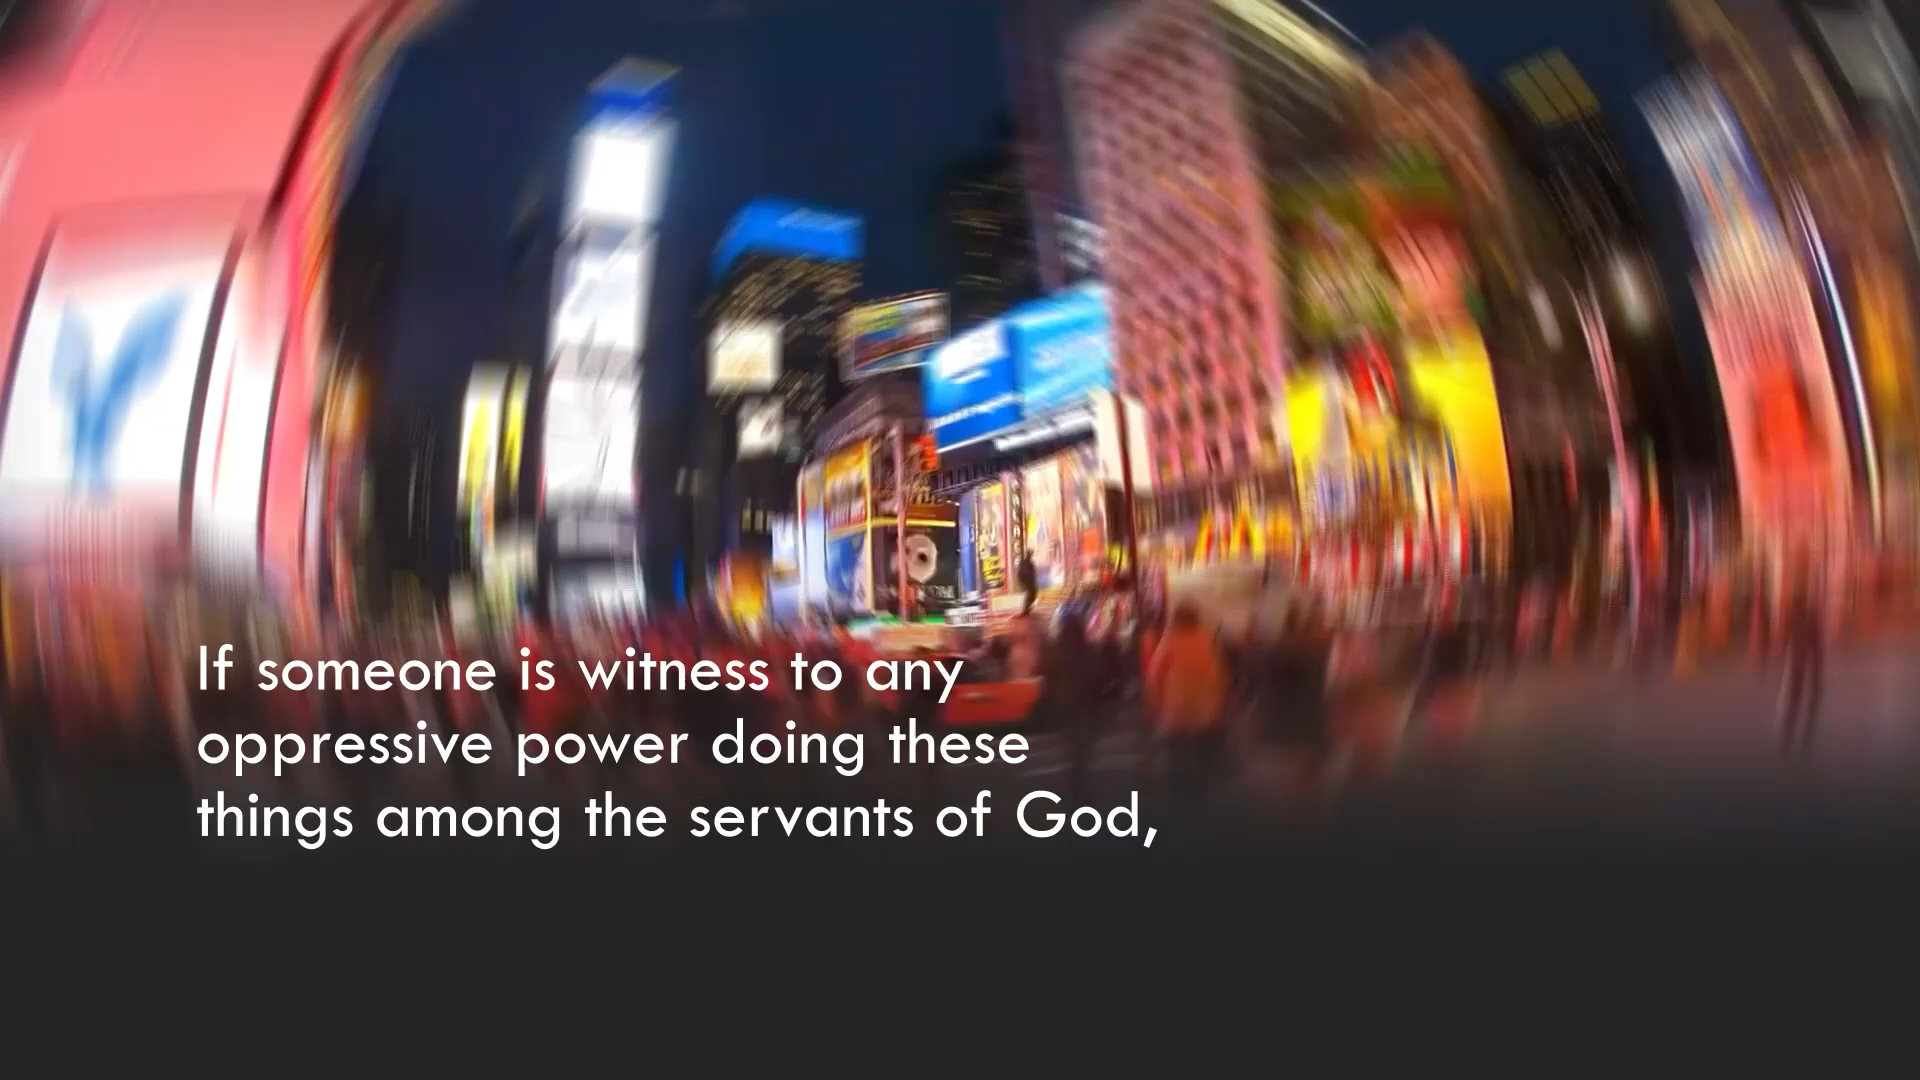 If someone is witness to any
oppressive power doing these
things among the servants of God,